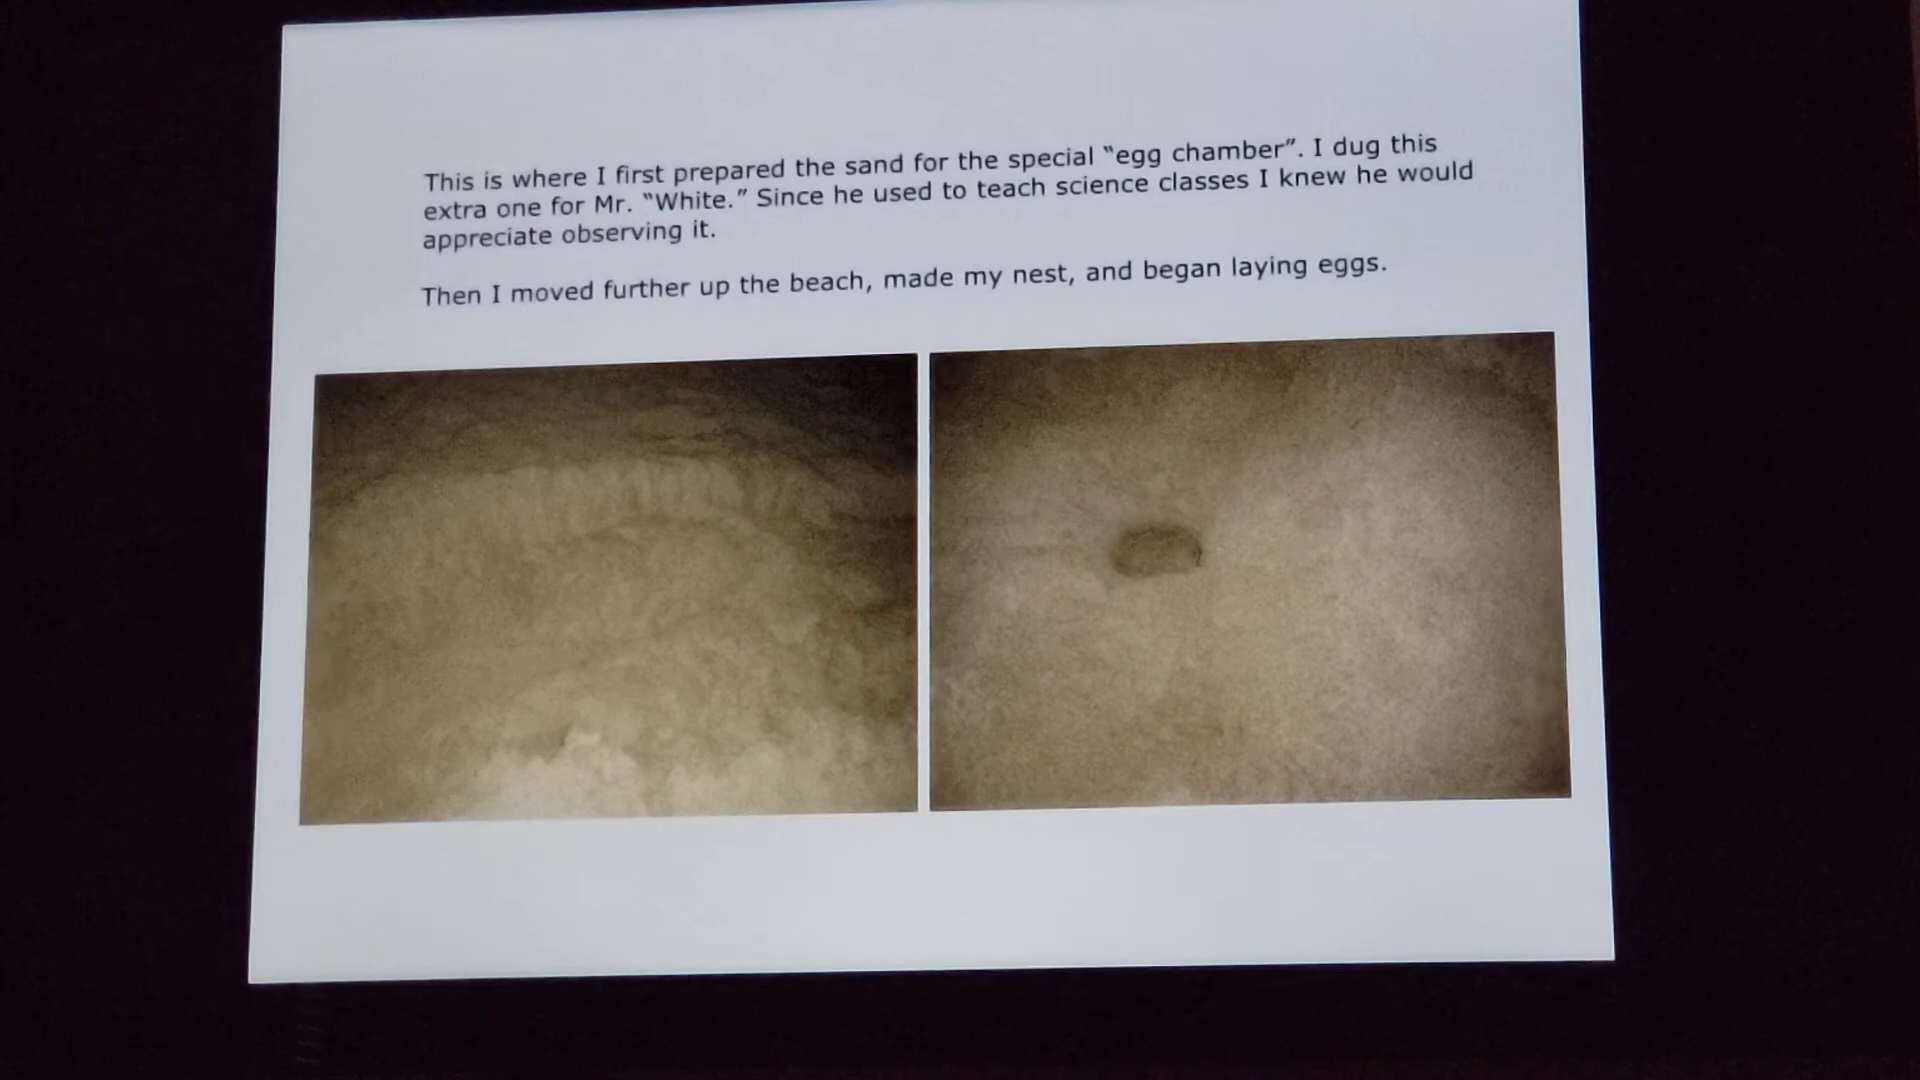 This is where I first prepared the sand for the special “egg chamber”. I dug this
extra one for Mr. “White.” Since he used to teach science classes I knew he would
appreciate observing it.
Then I moved further up the beach, made my nest, and began laying eggs.